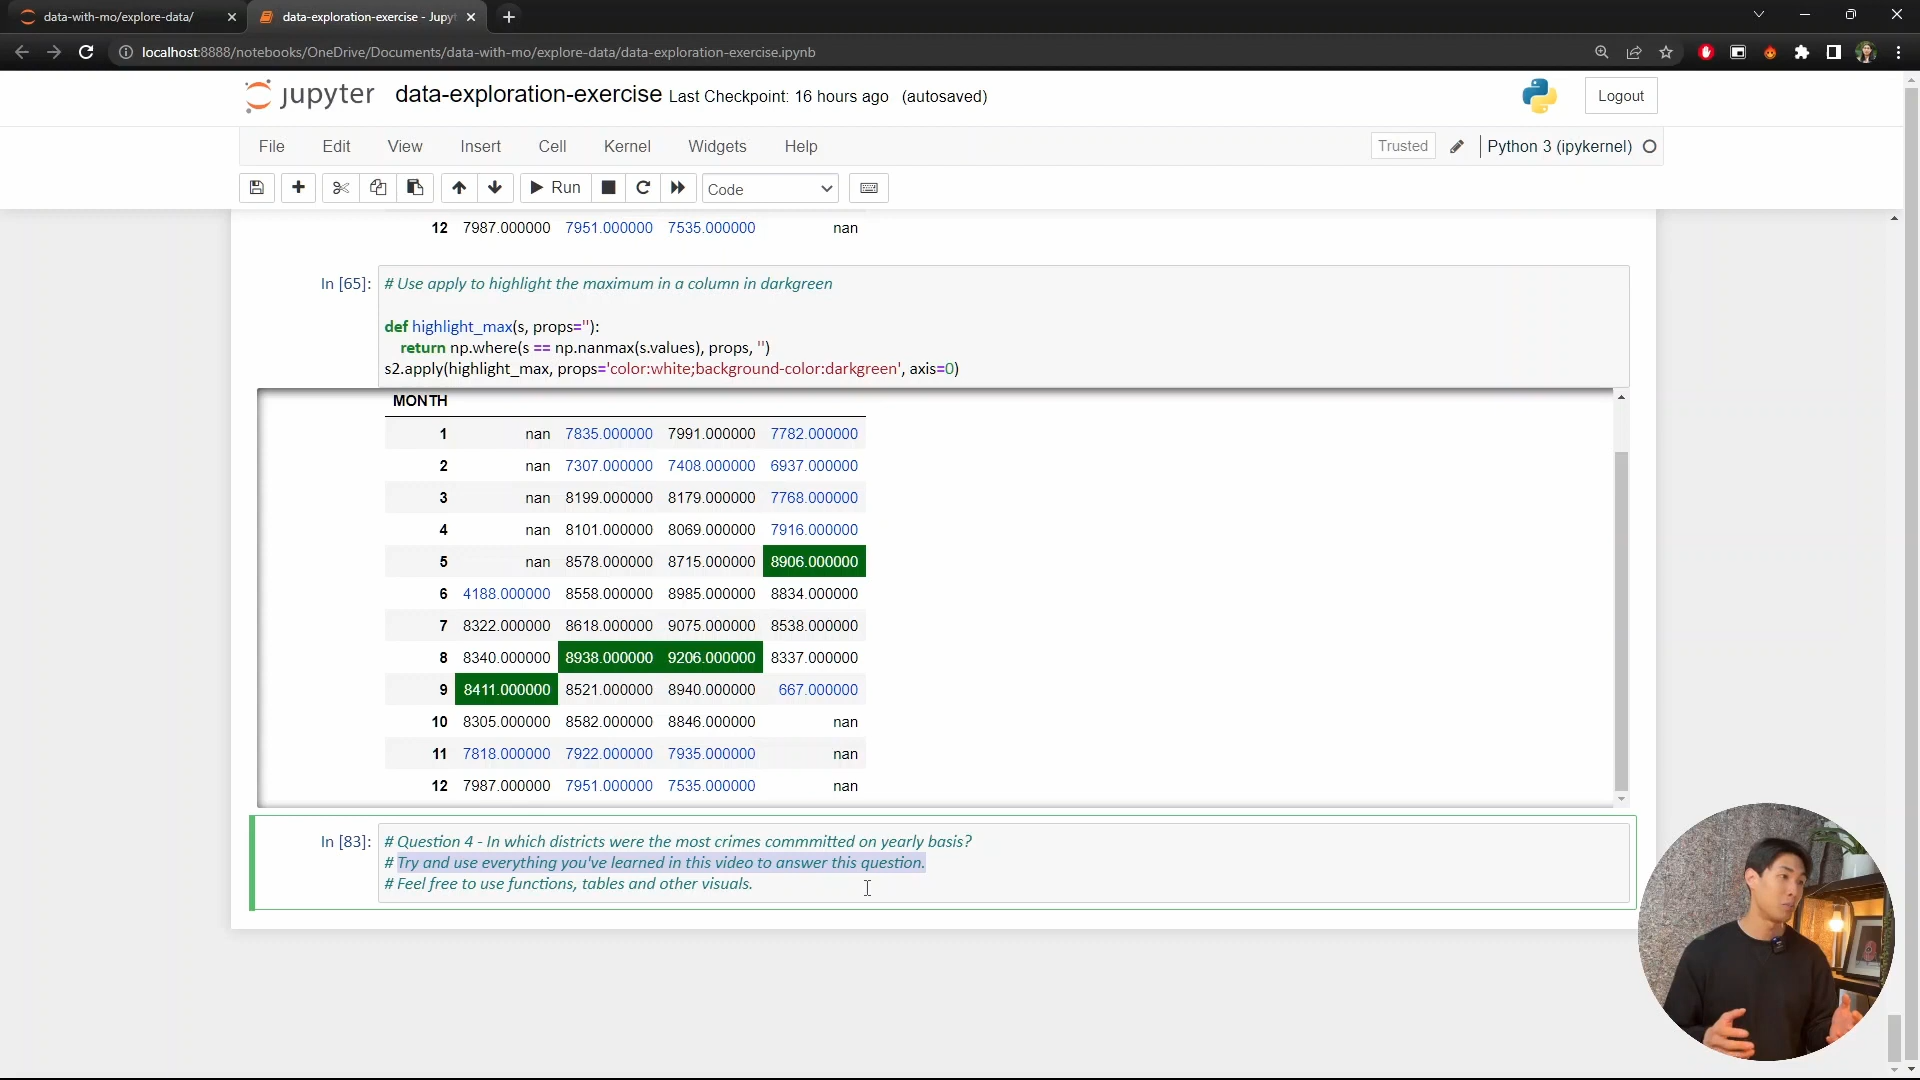 data-with-mo/explore-data/
data-exploration-exercise - Jupyt
localhost:8888/notebooks/OneDrive/Documents/data-with-mo/explore-data/data-exploration-exercise.ipynb
jupyter data-exploration-exercise Last Checkpoint: 16 hours ago (autosaved)
Logout
File Edit View Insert Cell Kernel Widgets Help
Trusted Python 3 (ipykernel)
Run Code
12 7987.000000 7951.000000 7535.000000 nan
In [65]: # Use apply to highlight the maximum in a column in darkgreen
def highlight_max(s, props=''):
return np.where(s == np.nanmax(s.values), props, '')
s2.apply(highlight_max, props='color:white;background-color:darkgreen', axis=0)
MONTH
1 nan 7835.000000 7991.000000 7782.000000
2 nan 7307.000000 7408.000000 6937.000000
3 nan 8199.000000 8179.000000 7768.000000
4 nan 8101.000000 8069.000000 7916.000000
5 nan 8578.000000 8715.000000 8906.000000
6 4188.000000 8558.000000 8985.000000 8834.000000
7 8322.000000 8618.000000 9075.000000 8538.000000
8 8340.000000 8938.000000 9206.000000 8337.000000
9 8411.000000 8521.000000 8940.000000 667.000000
10 8305.000000 8582.000000 8846.000000 nan
11 7818.000000 7922.000000 7935.000000 nan
12 7987.000000 7951.000000 7535.000000 nan
In [83]: # Question 4 - In which districts were the most crimes commmitted on yearly basis?
# Try and use everything you've learned in this video to answer this question.
# Feel free to use functions, tables and other visuals.